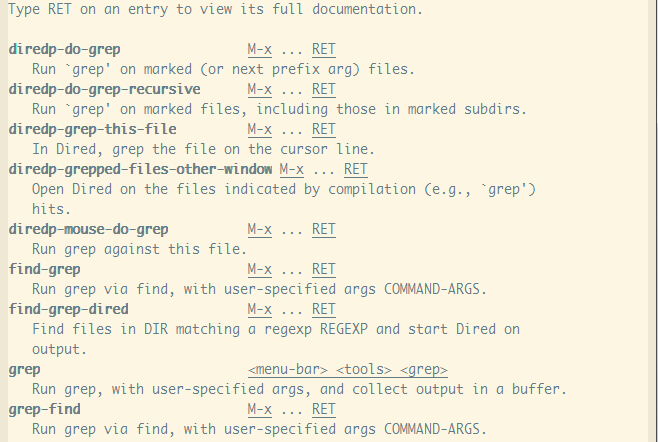 Type RET on an entry to view its full documentation.
diredp-do-grep M-x ... RET
Run `grep' on marked (or next prefix arg) files.
diredp-do-grep-recursive M-x ... RET
Run `grep' on marked files, including those in marked subdirs.
diredp-grep-this-file M-x ... RET
In Dired, grep the file on the cursor line.
diredp-grepped-files-other-window M-x ... RET
Open Dired on the files indicated by compilation (e.g., `grep')
hits.
diredp-mouse-do-grep M-x ... RET
Run grep against this file.
find-grep M-x ... RET
Run grep via find, with user-specified args COMMAND-ARGS.
find-grep-dired M-x ... RET
Find files in DIR matching a regexp REGEXP and start Dired on
output.
grep <menu-bar> <tools> <grep>
Run grep, with user-specified args, and collect output in a buffer.
grep-find M-x ... RET
Run grep via find, with user-specified args COMMAND-ARGS.